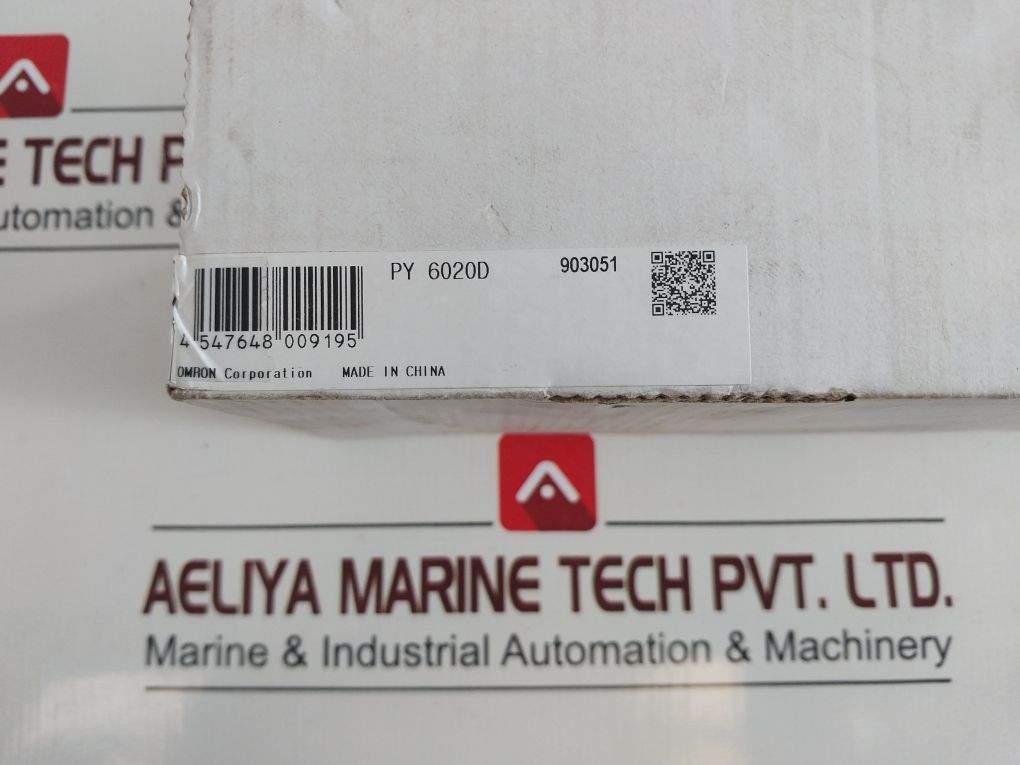 E TECH P
utomation &
PY 6020D 903051
4 547648 009195
OMRON Corporation MADE IN CHINA
AELIYA MARINE TECH PVT. LTD.
Marine & Industrial Automation & Machinery